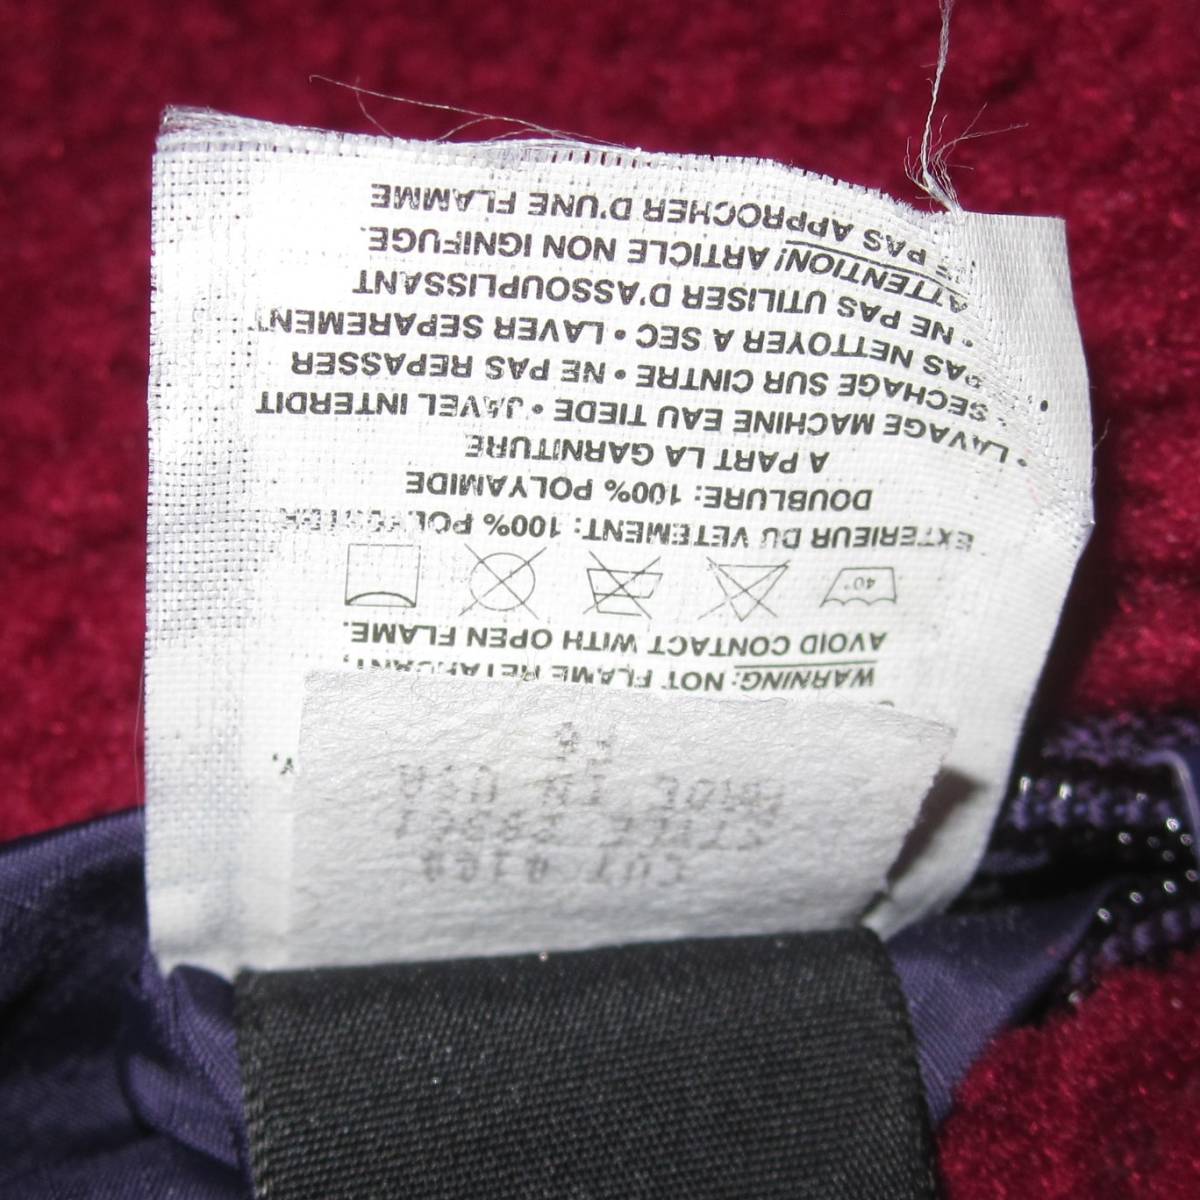 CUT
STYLE
MADE IN USA
WARNING: NOT FLAME RETARDANT,
AVOID CONTACT WITH OPEN FLAME.
40°
EXTERIEUR DU VETEMENT: 100% POLYESTER
DOUBLURE: 100% POLYAMIDE
A PART LA GARNITURE
• LAVAGE MACHINE EAU TIEDE • JAVEL INTERDIT
• SECHAGE SUR CINTRE • NE PAS REPASSER
• PAS NETTOYER A SEC • LAVER SEPAREMENT
• NE PAS UTILISER D'ASSOUPLISSANT
ATTENTION! ARTICLE NON IGNIFUGE.
NE PAS APPROCHER D'UNE FLAMME